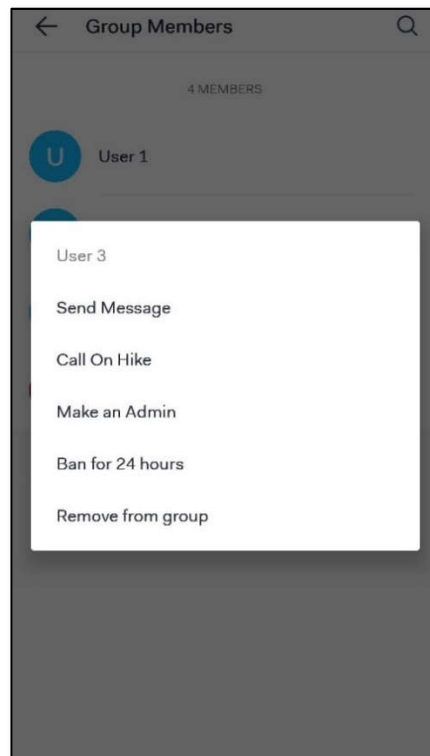 Group Members
4 MEMBERS
U User 1
User 3
Send Message
Call On Hike
Make an Admin
Ban for 24 hours
Remove from group